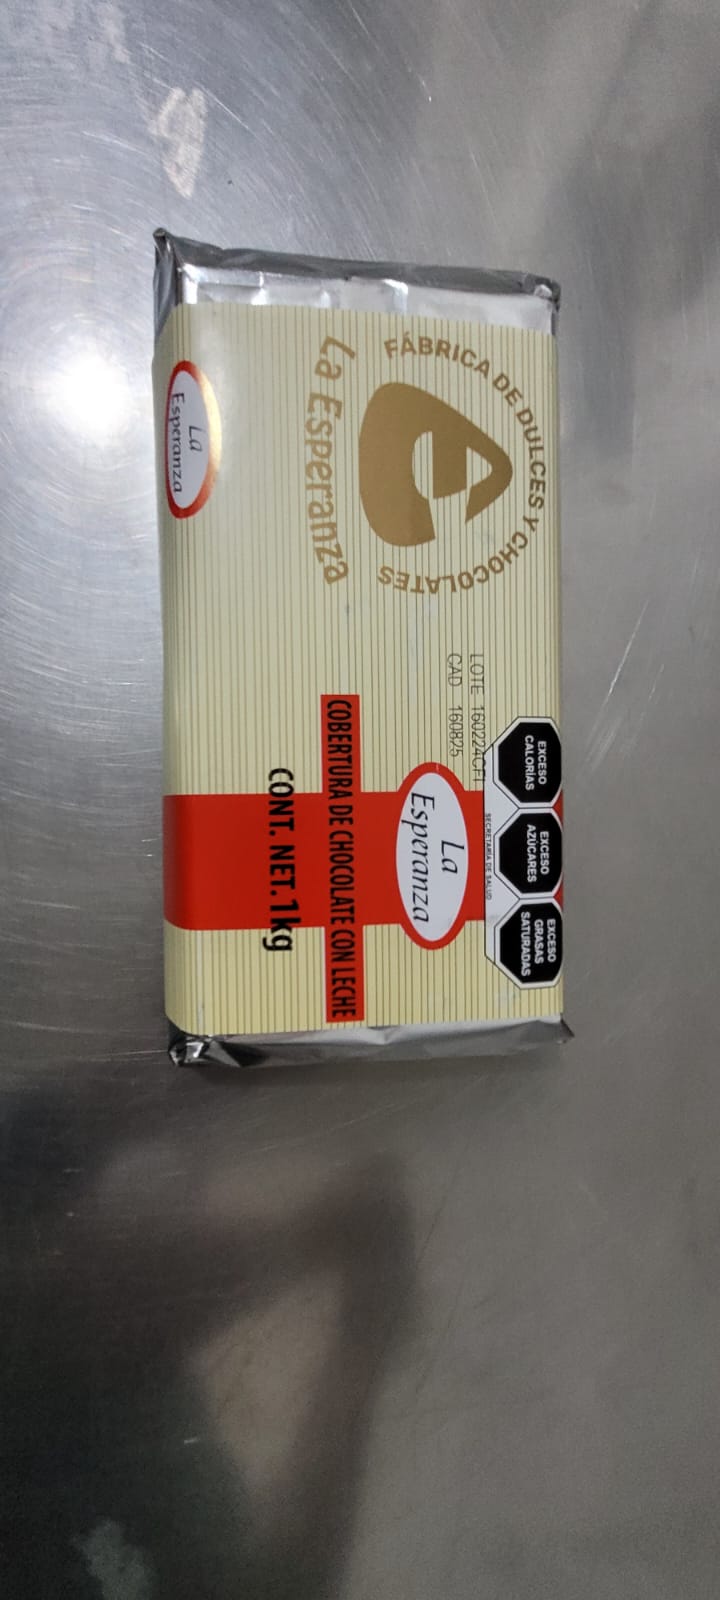 FÁBRICA DE DULCES Y CHOCOLATES
La Esperanza
LOTE 160224CF1
CAD 160825
EXCESO
CALORÍAS
EXCESO
AZÚCARES
EXCESO
GRASAS
SATURADAS
SECRETARÍA DE SALUD
La
Esperanza
COBERTURA DE CHOCOLATE CON LECHE
CONT. NET. 1kg
La
Esperanza